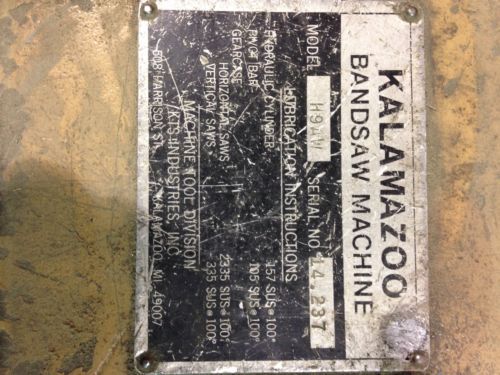 KALAMAZOO
BANDSAW MACHINE
MODEL H9AW SERIAL NO. 14,237
LUBRICATION INSTRUCTIONS
HYDRAULIC CYLINDER 157 SUS@100°
PIVOT BAR 105 SUS@100°
GEARCASE
HORIZONTAL SAWS 2335 SUS@100°
VERTICAL SAWS -335 SUS@100°
MACHINE TOOL DIVISION
KTS INDUSTRIES, INC.
608 HARRISON ST. KALAMAZOO, MI. 49007